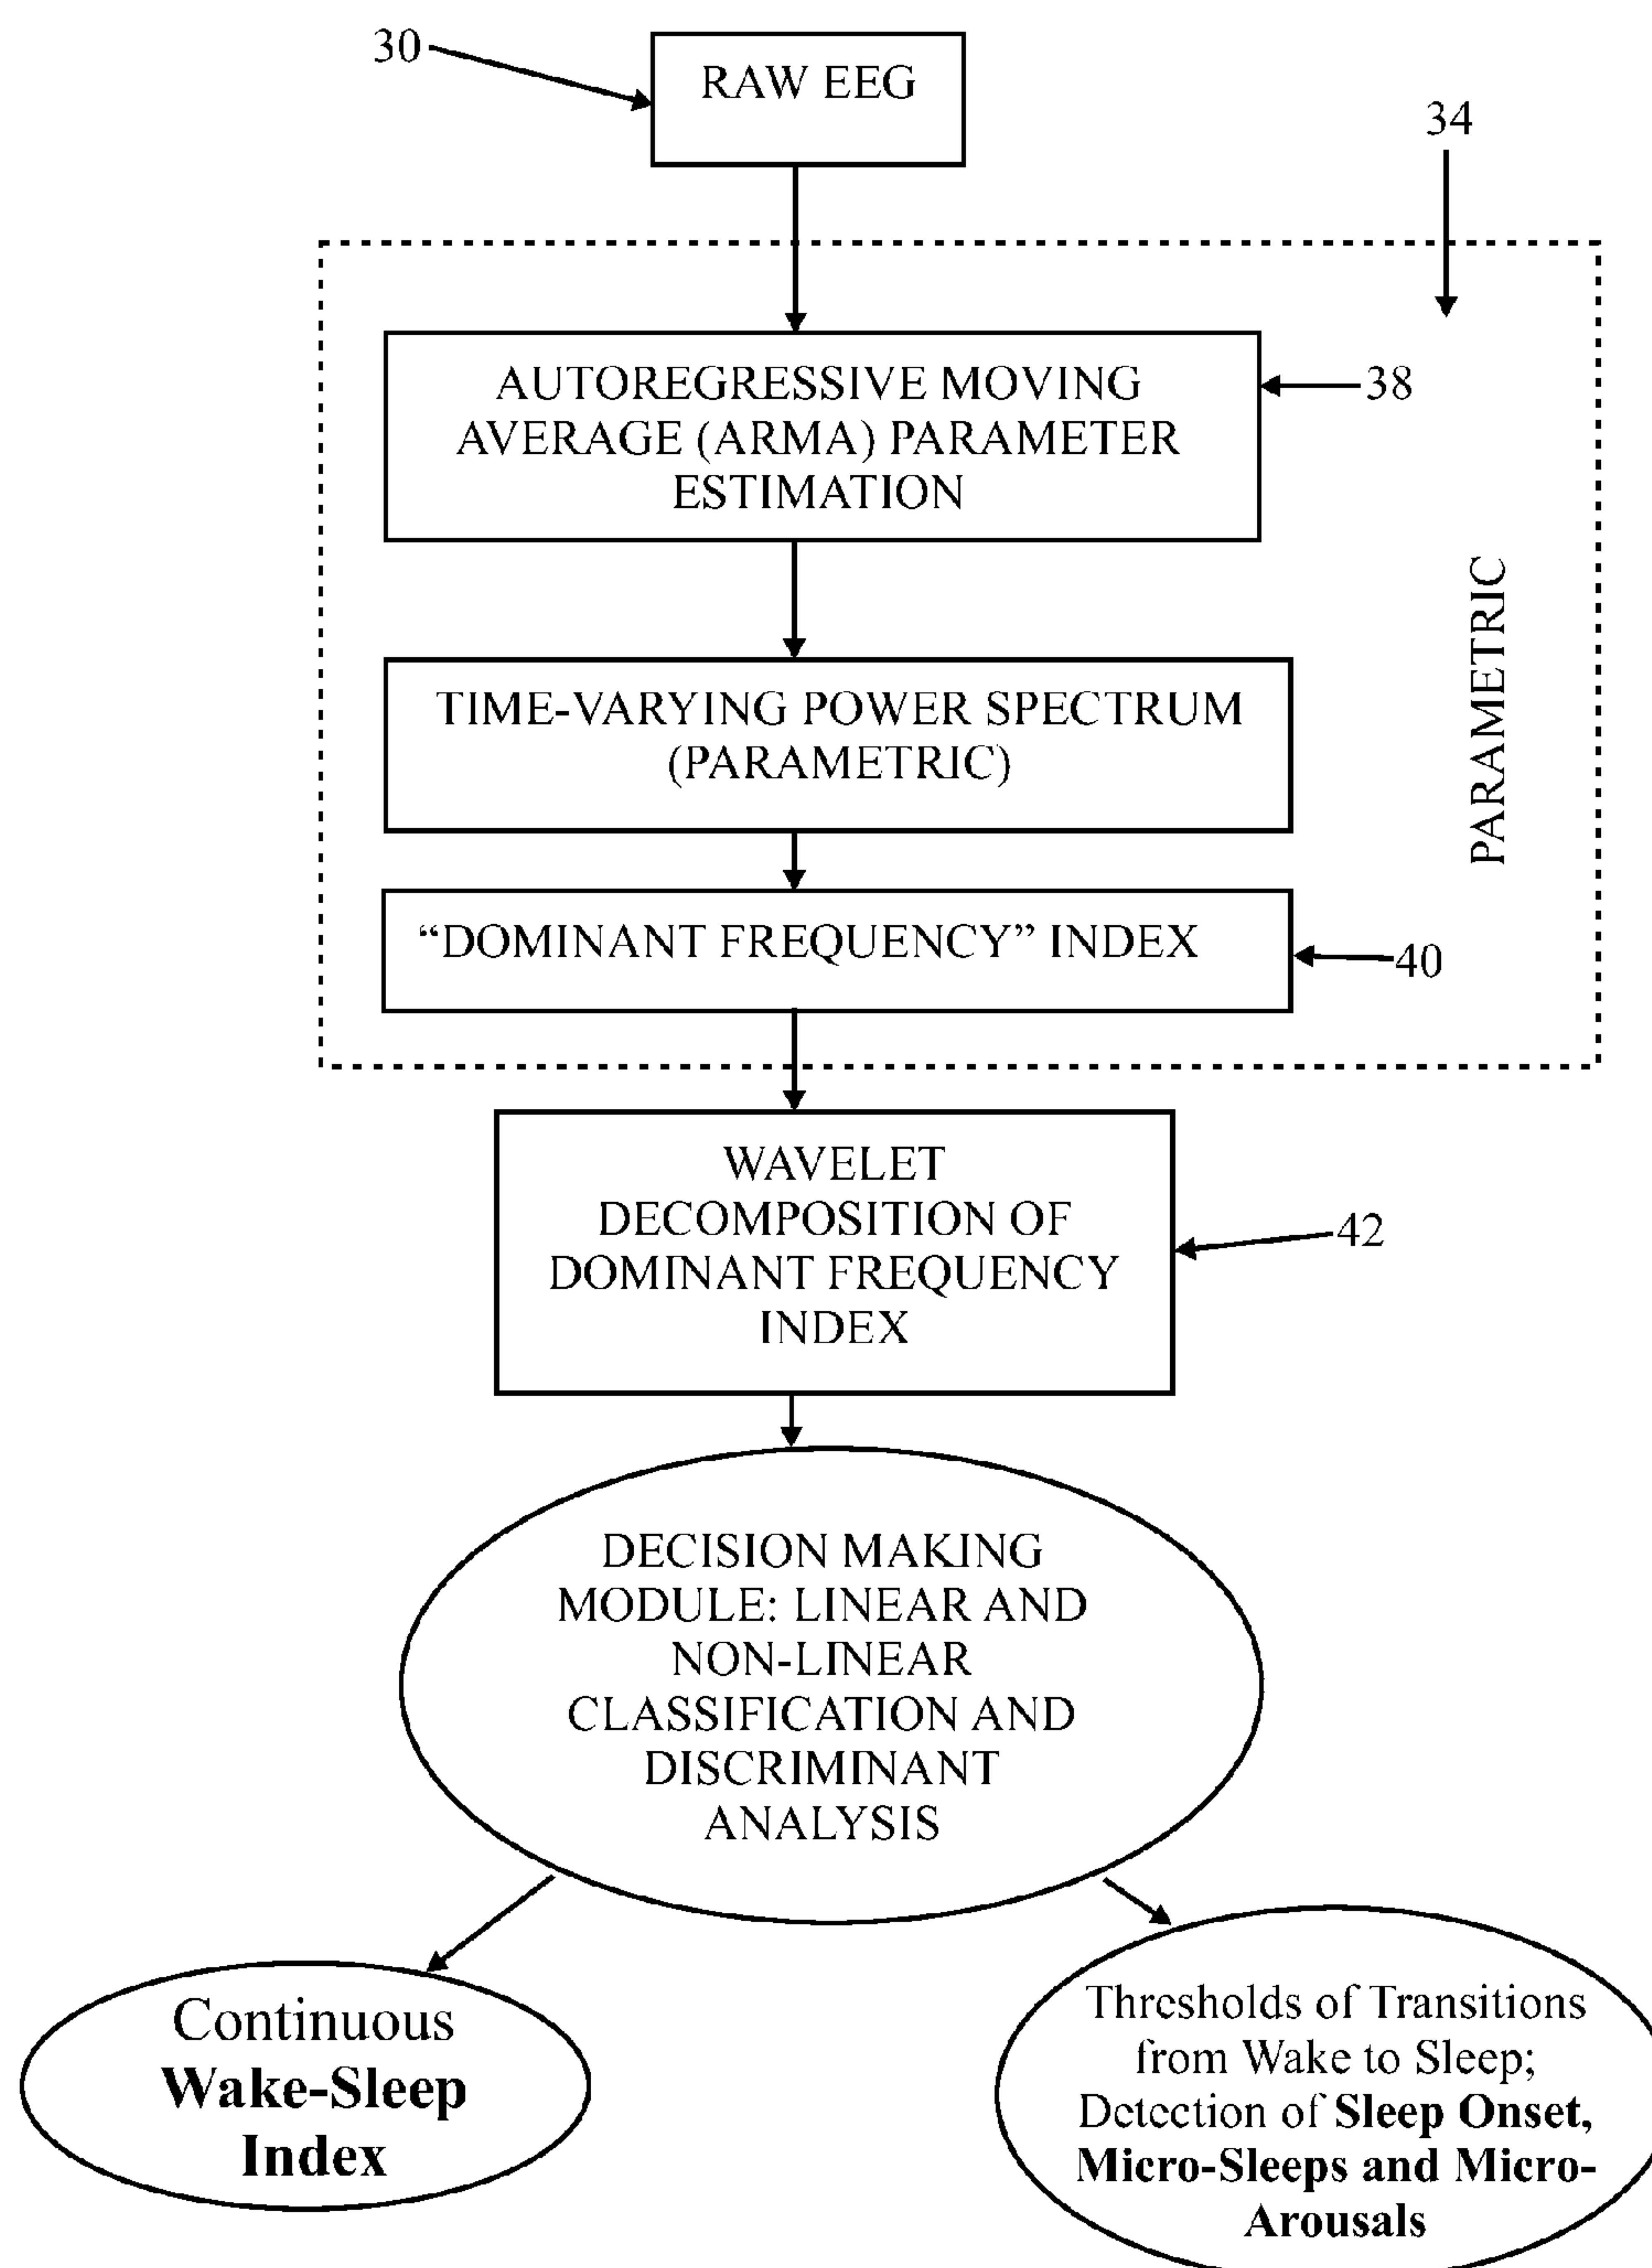 30
RAW EEG
34
AUTOREGRESSIVE MOVING
AVERAGE (ARMA) PARAMETER
ESTIMATION
38
TIME-VARYING POWER SPECTRUM
(PARAMETRIC)
PARAMETRIC
“DOMINANT FREQUENCY” INDEX
40
WAVELET
DECOMPOSITION OF
DOMINANT FREQUENCY
INDEX
42
DECISION MAKING
MODULE: LINEAR AND
NON-LINEAR
CLASSIFICATION AND
DISCRIMINANT
ANALYSIS
Continuous
Wake-Sleep
Index
Thresholds of Transitions
from Wake to Sleep;
Detection of Sleep Onset,
Micro-Sleeps and Micro-
Arousals